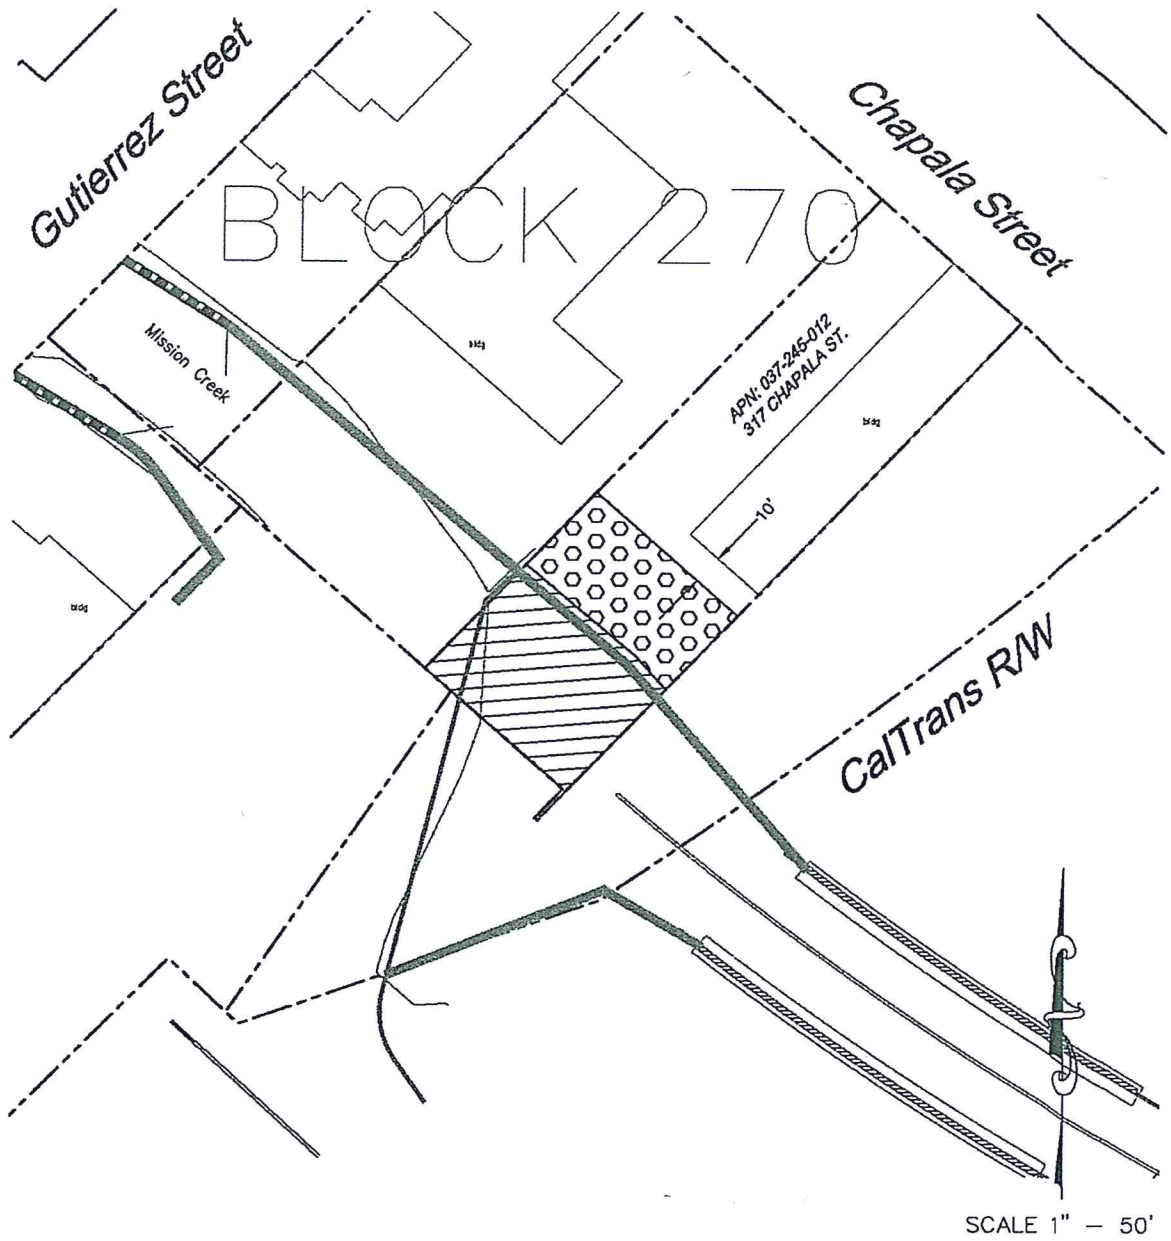 Gutierrez Street
Chapala Street
BLOCK 270
Mission Creek
bldg
APN: 037-245-012
317 CHAPALA ST.
bldg
10'
bldg
CalTrans R/W
SCALE 1" — 50'